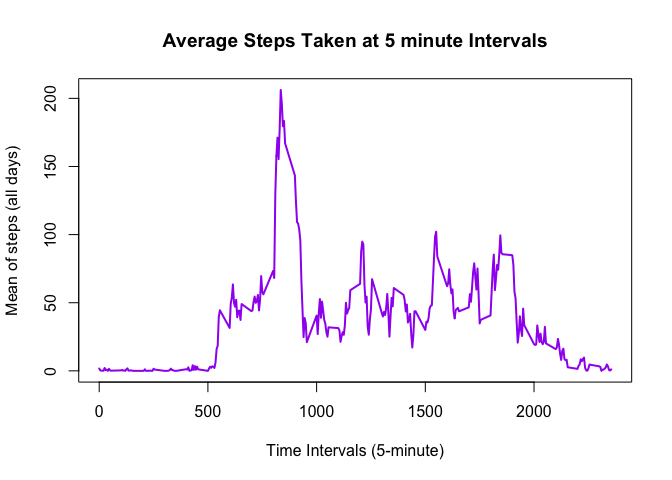 Average Steps Taken at 5 minute Intervals
Mean of steps (all days)
200
150
100
50
0
0 500 1000 1500 2000
Time Intervals (5-minute)